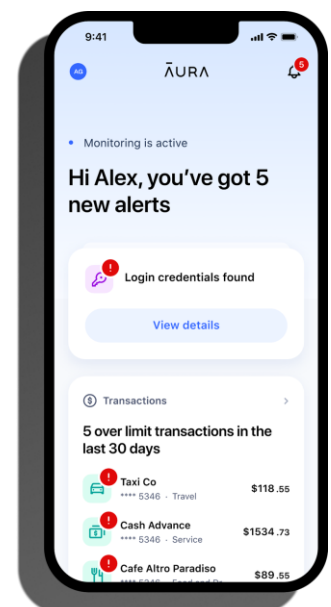 9:41
AG
ĀURA
5
Monitoring is active
Hi Alex, you've got 5
new alerts
!
Login credentials found
View details
$ Transactions >
5 over limit transactions in the
last 30 days
!
Taxi Co
**** 5346 · Travel
$118.55
!
Cash Advance
**** 5346 · Service
$1534.73
!
Cafe Altro Paradiso
**** 5346 ·
$89.55